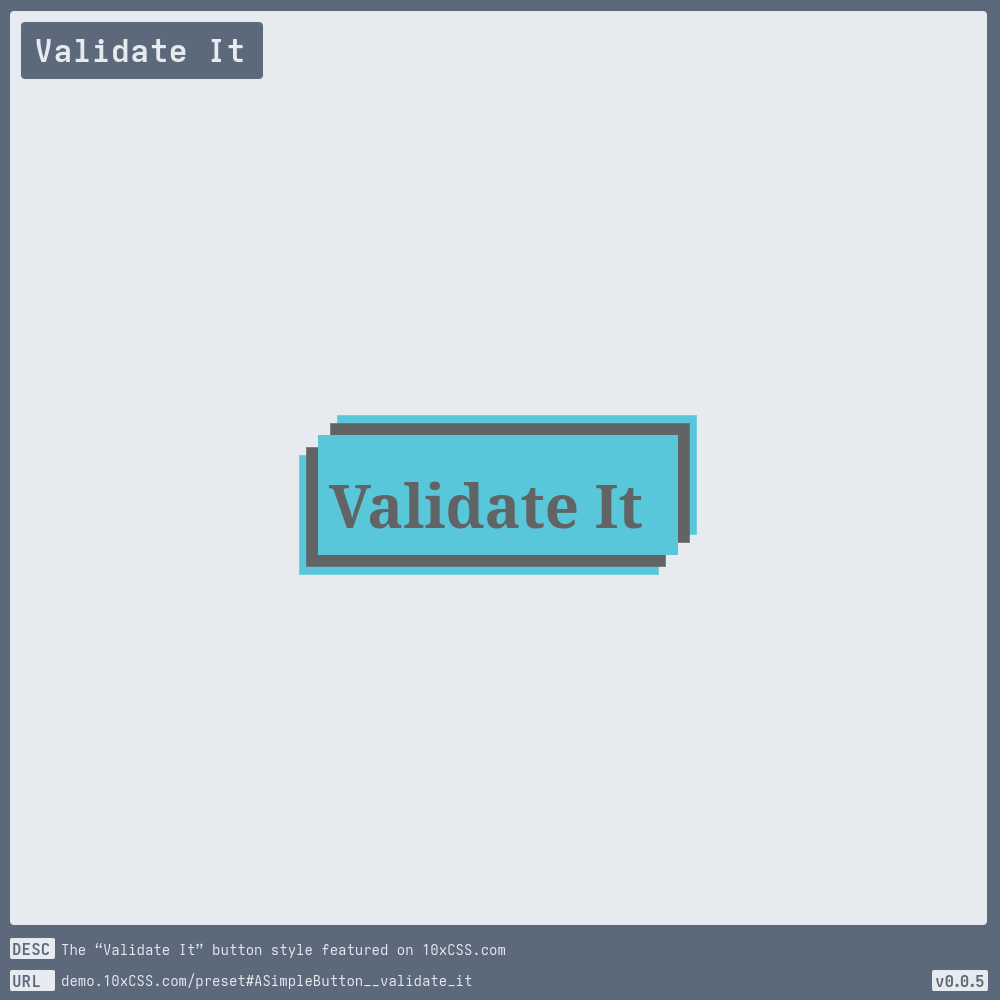 Validate It
Validate It
DESC The “Validate It” button style featured on 10xCSS.com
URL demo.10xCSS.com/preset#ASimpleButton__validate_it
v0.0.5